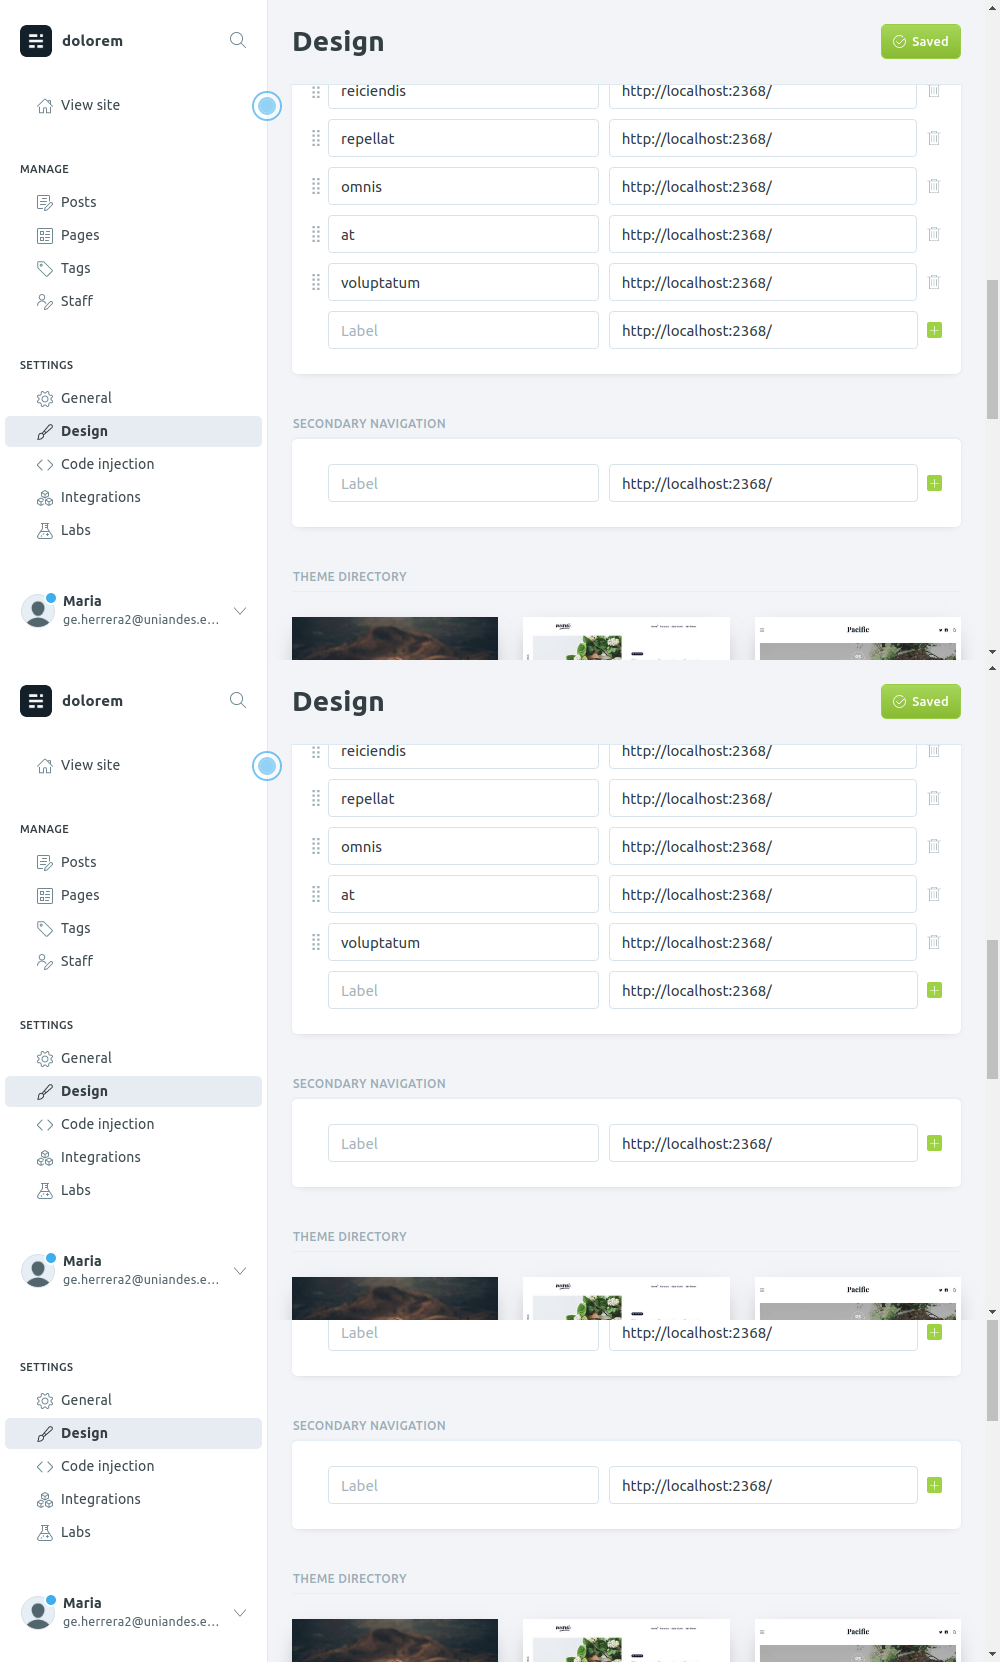 dolorem
View site
MANAGE
Posts
Pages
Tags
Staff
SETTINGS
General
Design
Code injection
Integrations
Labs
Maria
ge.herrera2@uniandes.e...
Design
Saved
reiciendis http://localhost:2368/
repellat http://localhost:2368/
omnis http://localhost:2368/
at http://localhost:2368/
voluptatum http://localhost:2368/
Label http://localhost:2368/
SECONDARY NAVIGATION
Label http://localhost:2368/
THEME DIRECTORY
Pacific
dolorem
View site
MANAGE
Posts
Pages
Tags
Staff
SETTINGS
General
Design
Code injection
Integrations
Labs
Maria
ge.herrera2@uniandes.e...
Design
Saved
reiciendis http://localhost:2368/
repellat http://localhost:2368/
omnis http://localhost:2368/
at http://localhost:2368/
voluptatum http://localhost:2368/
Label http://localhost:2368/
SECONDARY NAVIGATION
Label http://localhost:2368/
THEME DIRECTORY
Pacific
SETTINGS
General
Design
Code injection
Integrations
Labs
Maria
ge.herrera2@uniandes.e...
Label http://localhost:2368/
SECONDARY NAVIGATION
Label http://localhost:2368/
THEME DIRECTORY
Pacific